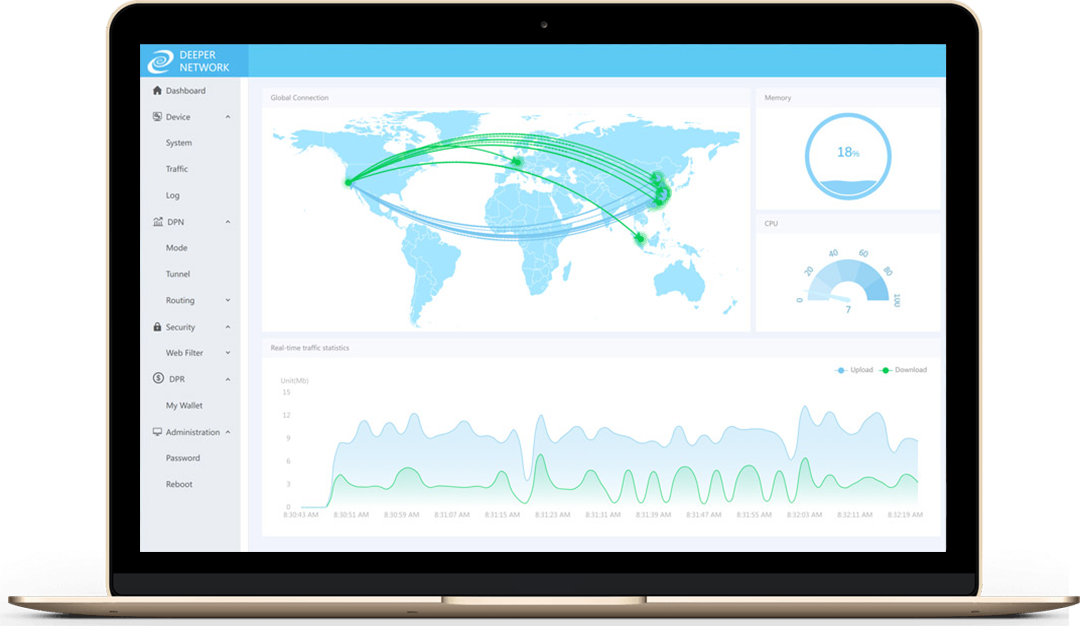 DEEPER
NETWORK
Dashboard
Device
System
Traffic
Log
DPN
Mode
Tunnel
Routing
Security
Web Filter
DPR
My Wallet
Administration
Password
Reboot
Global Connection
Memory
18%
CPU
0 20 40 60 80 100
7
Real-time traffic statistics
Upload Download
Unit(Mb)
15
12
9
6
3
0
8:30:43 AM 8:30:51 AM 8:30:59 AM 8:31:07 AM 8:31:15 AM 8:31:23 AM 8:31:31 AM 8:31:39 AM 8:31:47 AM 8:31:55 AM 8:32:03 AM 8:32:11 AM 8:32:19 AM